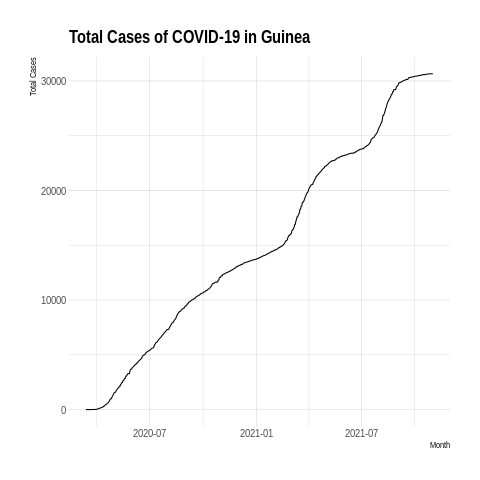 Total Cases of COVID-19 in Guinea
Total Cases
30000
20000
10000
0
2020-07
2021-01
2021-07
Month